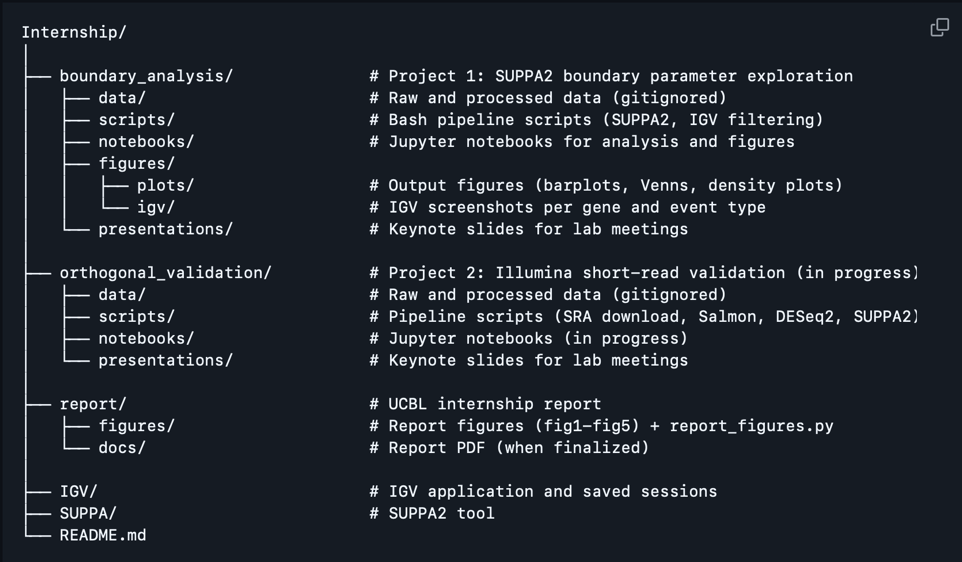 Internship/
│
├── boundary_analysis/ # Project 1: SUPPA2 boundary parameter exploration
│   ├── data/ # Raw and processed data (gitignored)
│   ├── scripts/ # Bash pipeline scripts (SUPPA2, IGV filtering)
│   ├── notebooks/ # Jupyter notebooks for analysis and figures
│   ├── figures/
│   │   ├── plots/ # Output figures (barplots, Venns, density plots)
│   │   └── igv/ # IGV screenshots per gene and event type
│   └── presentations/ # Keynote slides for lab meetings
│
├── orthogonal_validation/ # Project 2: Illumina short-read validation (in progress)
│   ├── data/ # Raw and processed data (gitignored)
│   ├── scripts/ # Pipeline scripts (SRA download, Salmon, DESeq2, SUPPA2)
│   ├── notebooks/ # Jupyter notebooks (in progress)
│   └── presentations/ # Keynote slides for lab meetings
│
├── report/ # UCBL internship report
│   ├── figures/ # Report figures (fig1-fig5) + report_figures.py
│   └── docs/ # Report PDF (when finalized)
│
├── IGV/ # IGV application and saved sessions
├── SUPPA/ # SUPPA2 tool
└── README.md